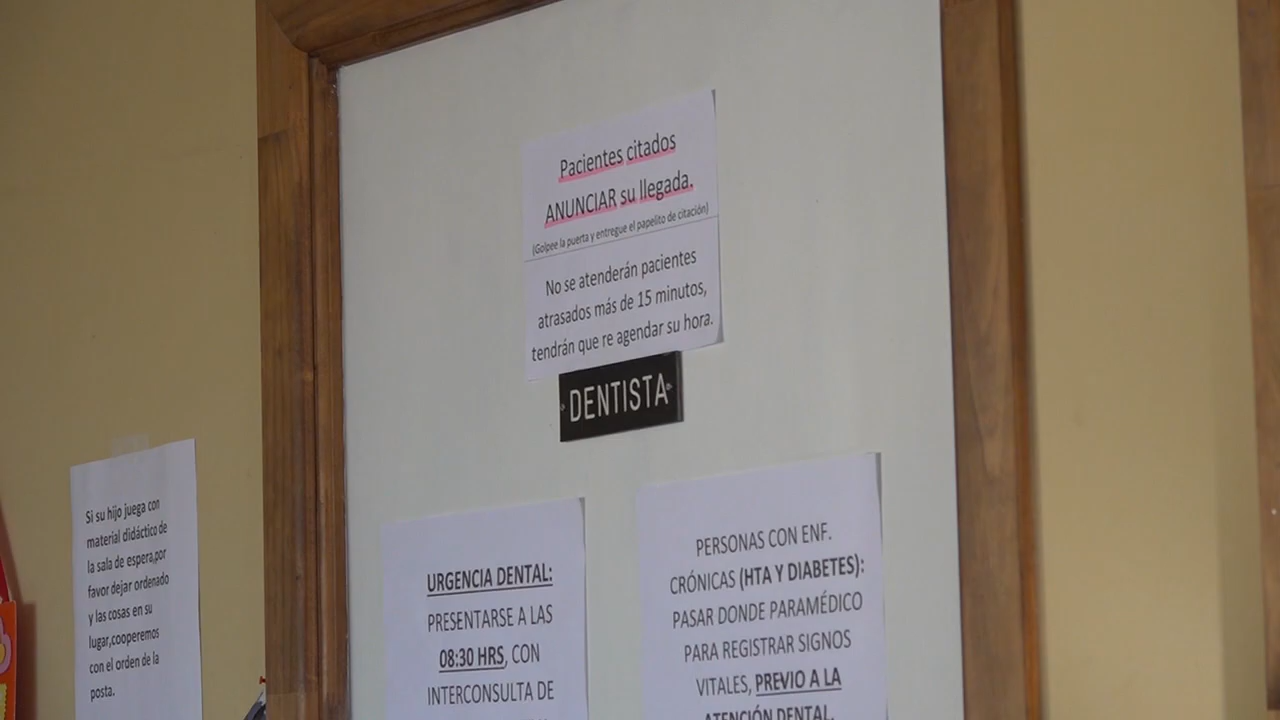 Pacientes citados
ANUNCIAR su llegada.
(Golpee la puerta y entregue el papelito de citación)
No se atenderán pacientes
atrasados más de 15 minutos,
tendrán que re agendar su hora.
DENTISTA
Si su hijo juega con
material didáctico de
la sala de espera,por
favor dejar ordenado
y las cosas en su
lugar,cooperemos
con el orden de la
posta.
URGENCIA DENTAL:
PRESENTARSE A LAS
08:30 HRS, CON
INTERCONSULTA DE
PERSONAS CON ENF.
CRÓNICAS (HTA Y DIABETES):
PASAR DONDE PARAMÉDICO
PARA REGISTRAR SIGNOS
VITALES, PREVIO A LA
ATENCIÓN DENTAL.